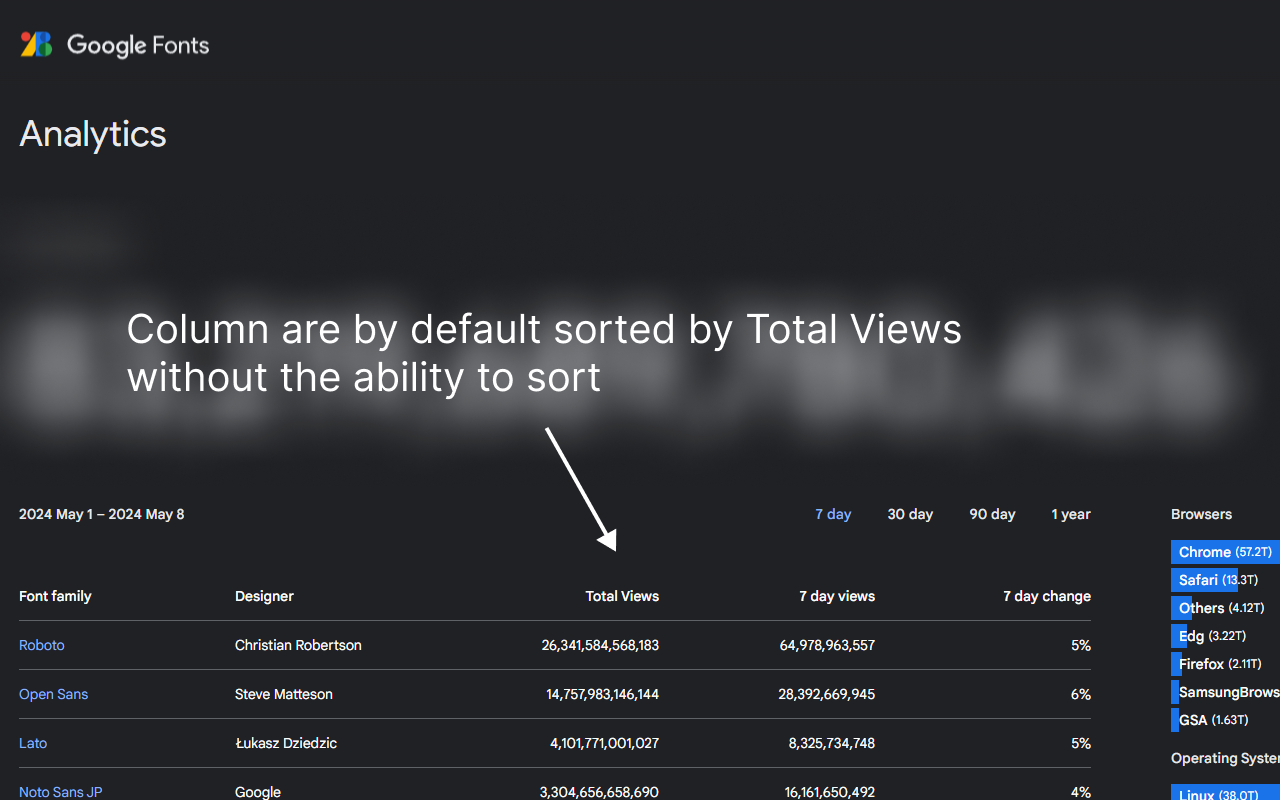 Google Fonts
Analytics
Column are by default sorted by Total Views
without the ability to sort
2024 May 1 – 2024 May 8
7 day 30 day 90 day 1 year
Font family Designer Total Views 7 day views 7 day change
Roboto Christian Robertson 26,341,584,568,183 64,978,963,557 5%
Open Sans Steve Matteson 14,757,983,146,144 28,392,669,945 6%
Lato Łukasz Dziedzic 4,101,771,001,027 8,325,734,748 5%
Noto Sans JP Google 3,304,656,658,690 16,161,650,492 4%
Browsers
Chrome (57.2T)
Safari (13.3T)
Others (4.12T)
Edg (3.22T)
Firefox (2.11T)
SamsungBrows
GSA (1.63T)
Operating System
Linux (38.0T)